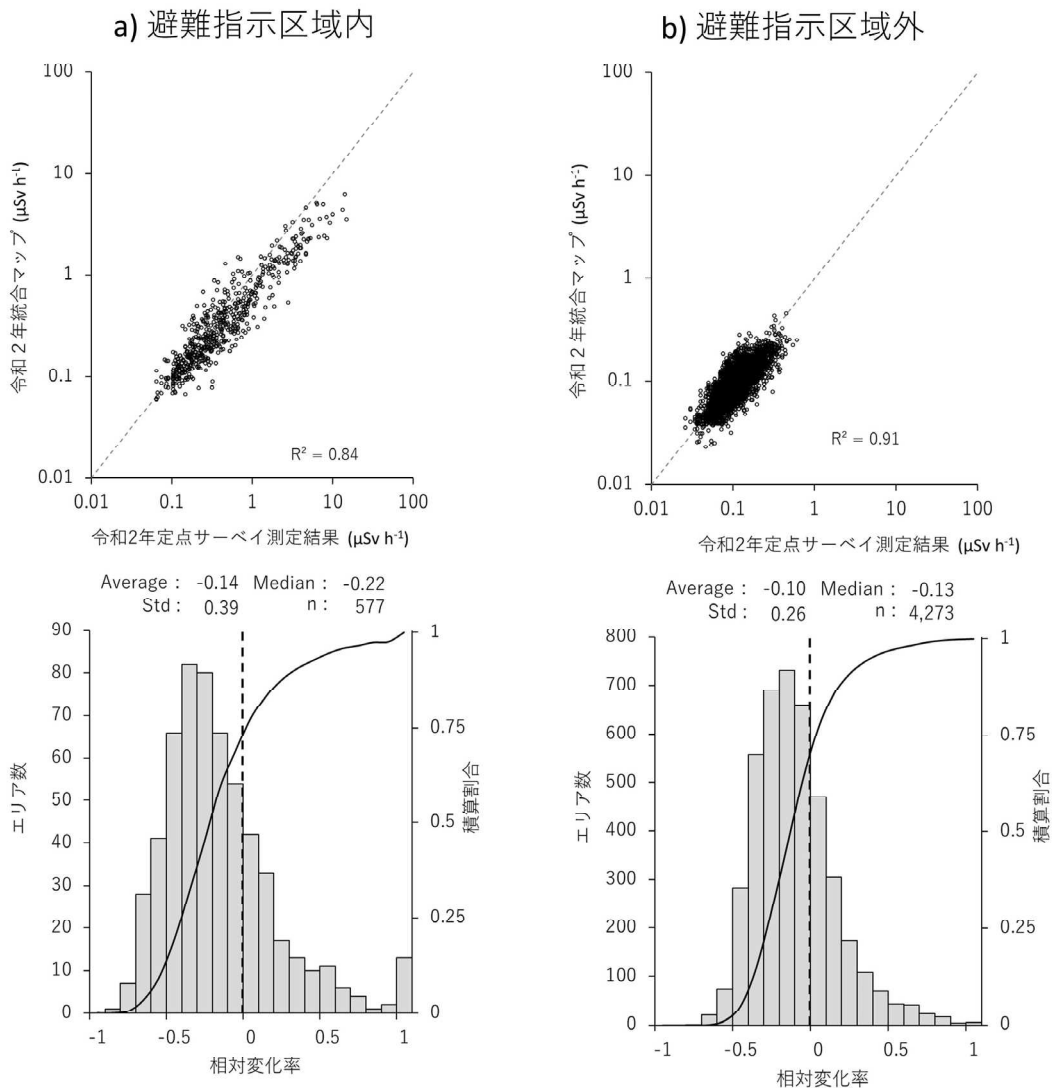 a) 避難指示区域内
100
10
1
0.1
0.01
令和２年統合マップ (μSv h⁻¹)
R² = 0.84
0.01 0.1 1 10 100
令和2年定点サーベイ測定結果 (μSv h⁻¹)
Average : -0.14 Median : -0.22
Std : 0.39 n : 577
90
80
70
60
50
40
30
20
10
0
エリア数
1
0.75
0.5
0.25
0
積算割合
-1 -0.5 0 0.5 1
相対変化率
b) 避難指示区域外
100
10
1
0.1
0.01
令和２年統合マップ (μSv h⁻¹)
R² = 0.91
0.01 0.1 1 10 100
令和2年定点サーベイ測定結果 (μSv h⁻¹)
Average : -0.10 Median : -0.13
Std : 0.26 n : 4,273
800
700
600
500
400
300
200
100
0
エリア数
1
0.75
0.5
0.25
0
積算割合
-1 -0.5 0 0.5 1
相対変化率